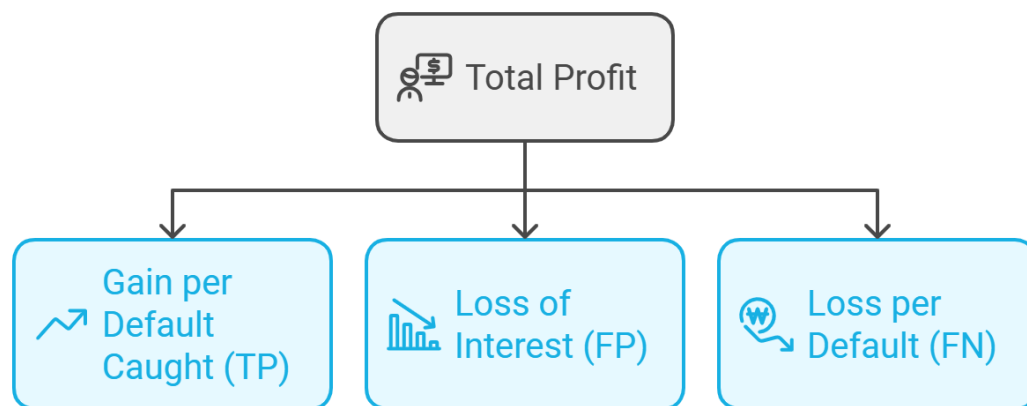 $
Total Profit
Gain per
Default
Caught (TP)
Loss of
Interest (FP)
₩
Loss per
Default (FN)